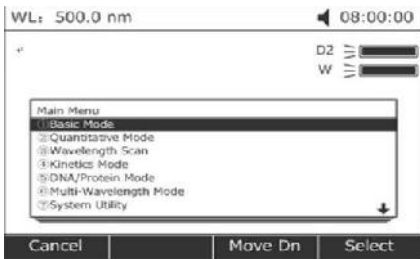 WL: 500.0 nm 08:00:00
D2
W
Main Menu
①Basic Mode
②Quantitative Mode
③Wavelength Scan
④Kinetics Mode
⑤DNA/Protein Mode
⑥Multi-Wavelength Mode
⑦System Utility
Cancel Move Dn Select